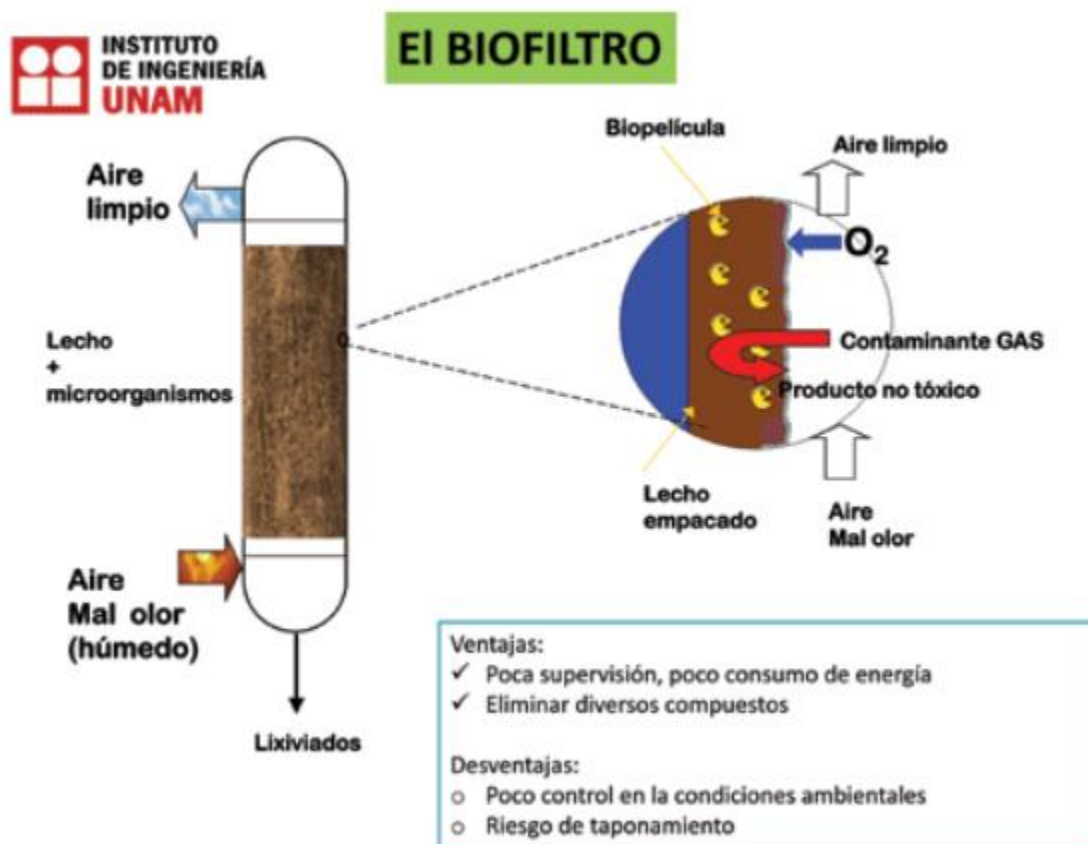 INSTITUTO
DE INGENIERÍA
UNAM
El BIOFILTRO
Aire
limpio
Lecho
+
microorganismos
Aire
Mal olor
(húmedo)
Lixiviados
Biopelícula
Aire limpio
O₂
Contaminante GAS
Producto no tóxico
Lecho
empacado
Aire
Mal olor
Ventajas:
✓ Poca supervisión, poco consumo de energía
✓ Eliminar diversos compuestos
Desventajas:
o Poco control en la condiciones ambientales
o Riesgo de taponamiento